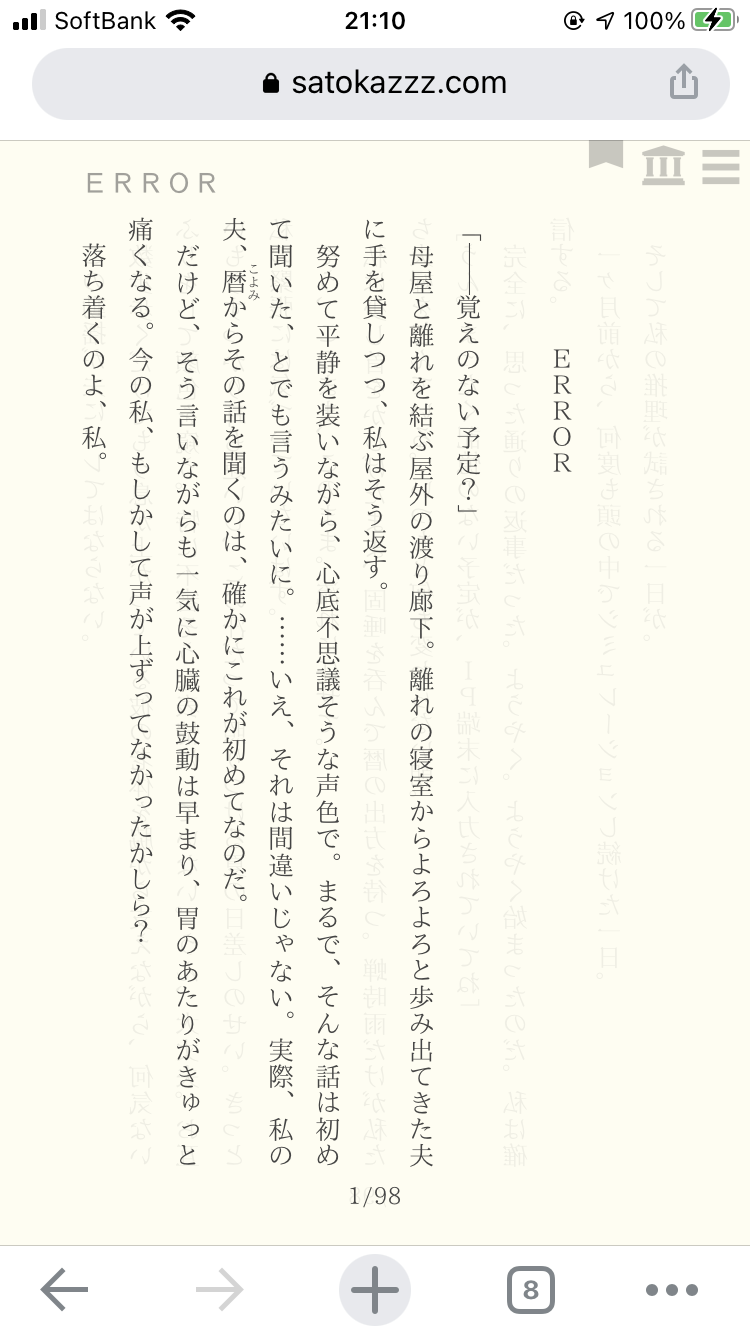 SoftBank 21:10 100%
satokazzz.com
ERROR
ERROR
「――覚えのない予定?」
母屋と離れを結ぶ屋外の渡り廊下。離れの寝室からよろよろと歩み出てきた夫
に手を貸しつつ、私はそう返す。
努めて平静を装いながら、心底不思議そうな声色で。まるで、そんな話は初め
て聞いた、とでも言うみたいに。……いえ、それは間違いじゃない。実際、私の
夫、暦からその話を聞くのは、確かにこれが初めてなのだ。
こよみ
だけど、そう言いながらも一気に心臓の鼓動は早まり、胃のあたりがきゅっと
痛くなる。今の私、もしかして声が上ずってなかったかしら?
落ち着くのよ、私。
1/98
8